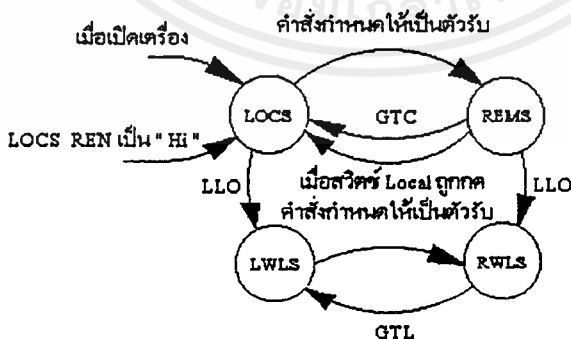 คำสั่งกำหนดให้เป็นตัวรับ
เมื่อเปิดเครื่อง
LOCS
GTC
REMS
LOCS REN เป็น " Hi "
LLO
เมื่อสวิตช์ Local ถูกกด
LLO
คำสั่งกำหนดให้เป็นตัวรับ
LWLS
RWLS
GTL